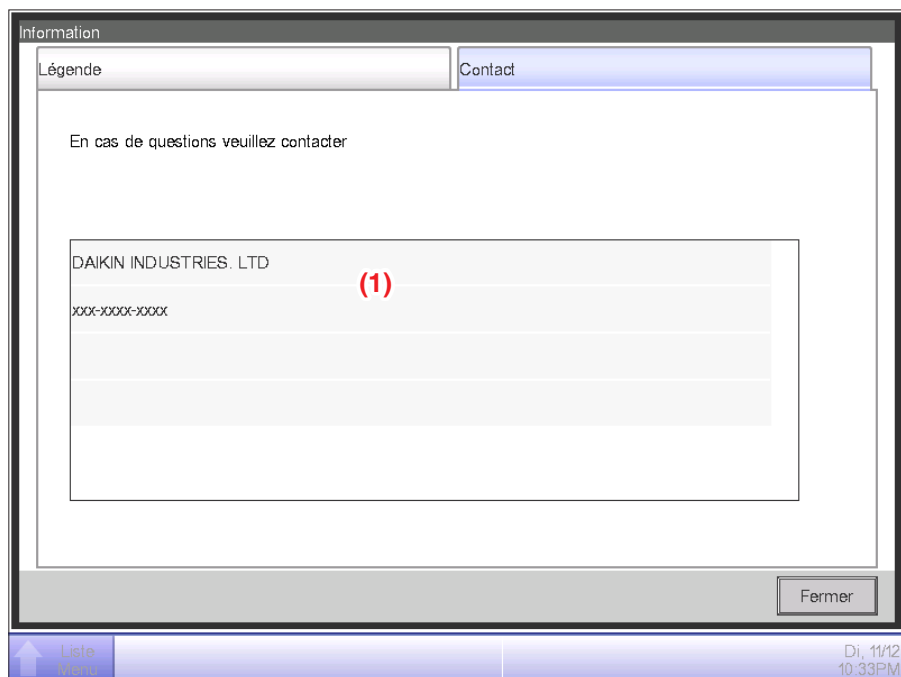 Information
Légende
Contact
En cas de questions veuillez contacter
DAIKIN INDUSTRIES. LTD
(1)
xxx-xxxx-xxxx
Fermer
Liste
Menu
Di, 11/12
10:33PM